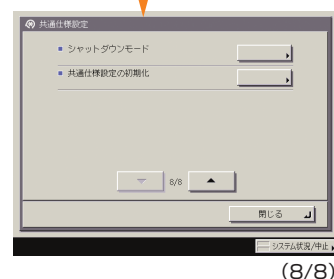 共通仕様設定
シャットダウンモード
共通仕様設定の初期化
8/8
閉じる
システム状況/中止
(8/8)